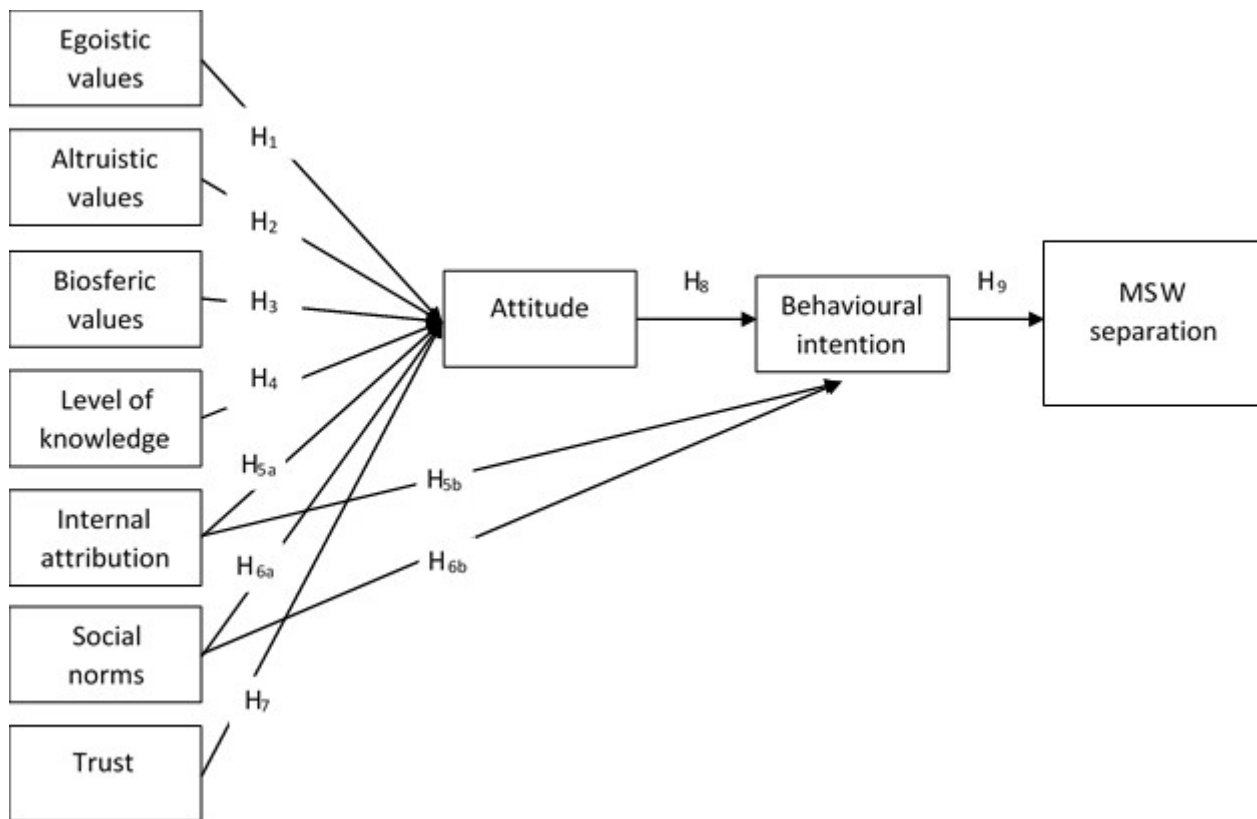 Egoistic
values
H1
Altruistic
values
H2
Biosferic
values
H3
Attitude
H8
Behavioural
intention
H9
MSW
separation
Level of
knowledge
H4
Internal
attribution
H5a
H5b
Social
norms
H6a
H6b
Trust
H7